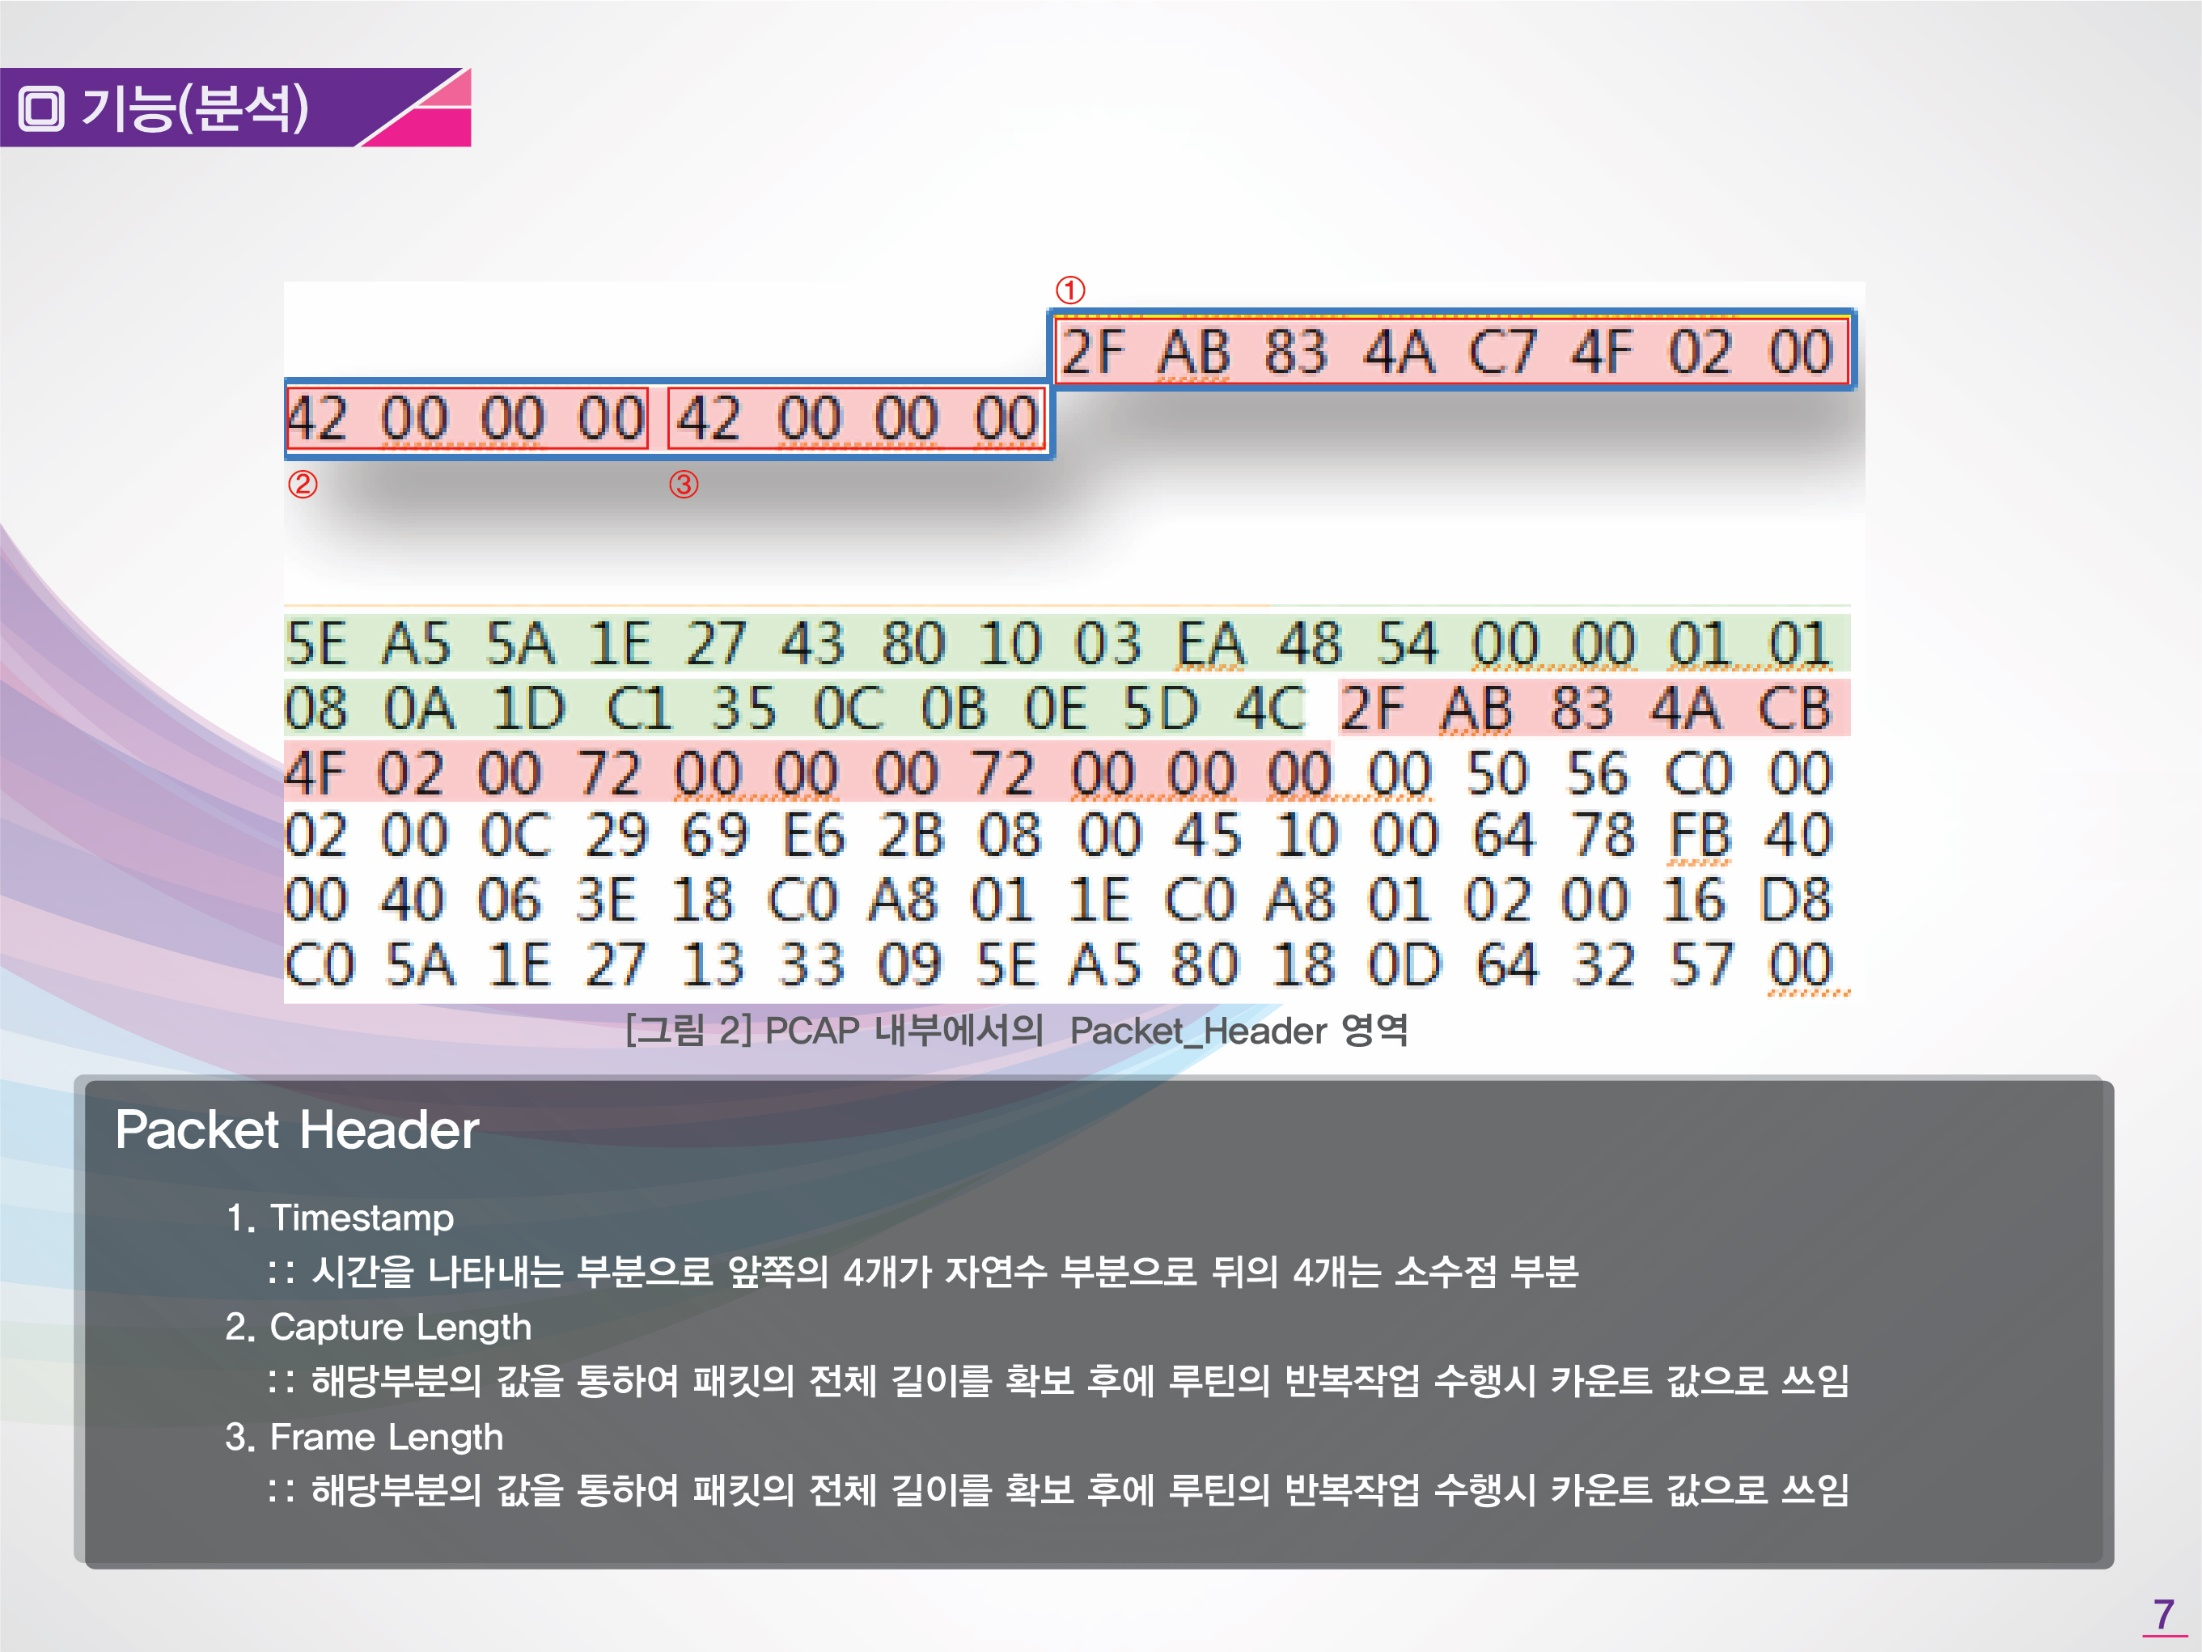 기능(분석)
①
2F AB 83 4A C7 4F 02 00
42 00 00 00 42 00 00 00
② ③
5E A5 5A 1E 27 43 80 10 03 EA 48 54 00 00 01 01
08 0A 1D C1 35 0C 0B 0E 5D 4C 2F AB 83 4A CB
4F 02 00 72 00 00 00 72 00 00 00 00 50 56 C0 00
02 00 0C 29 69 E6 2B 08 00 45 10 00 64 78 FB 40
00 40 06 3E 18 C0 A8 01 1E C0 A8 01 02 00 16 D8
C0 5A 1E 27 13 33 09 5E A5 80 18 0D 64 32 57 00
[그림 2] PCAP 내부에서의 Packet_Header 영역
Packet Header
1. Timestamp
:: 시간을 나타내는 부분으로 앞쪽의 4개가 자연수 부분으로 뒤의 4개는 소수점 부분
2. Capture Length
:: 해당부분의 값을 통하여 패킷의 전체 길이를 확보 후에 루틴의 반복작업 수행시 카운트 값으로 쓰임
3. Frame Length
:: 해당부분의 값을 통하여 패킷의 전체 길이를 확보 후에 루틴의 반복작업 수행시 카운트 값으로 쓰임
7